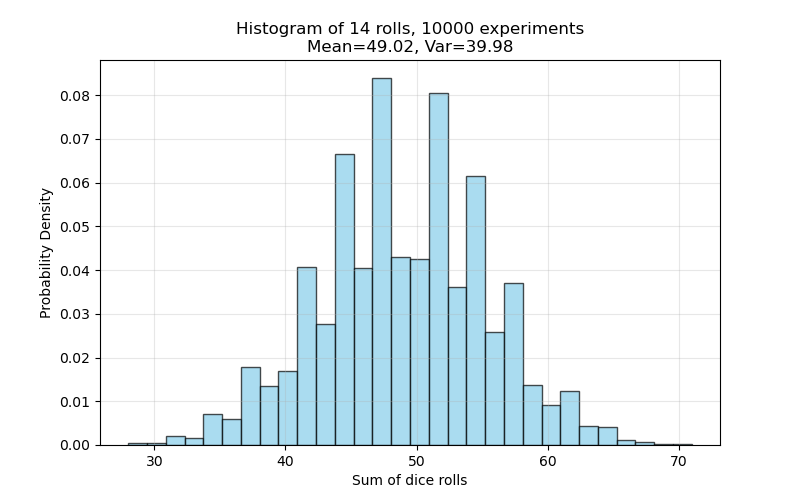 Histogram of 14 rolls, 10000 experiments
Mean=49.02, Var=39.98
Probability Density
0.08
0.07
0.06
0.05
0.04
0.03
0.02
0.01
0.00
30 40 50 60 70
Sum of dice rolls